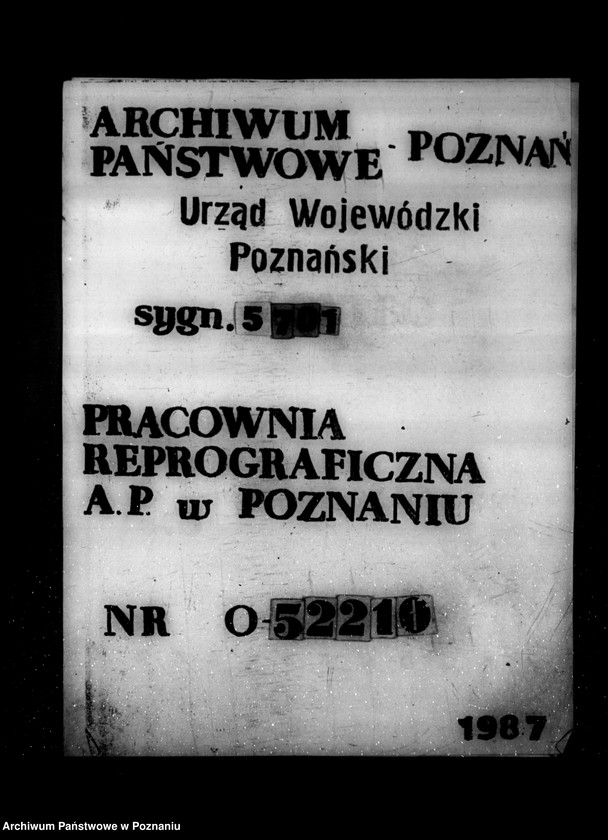 ARCHIWUM
PAŃSTWOWE - POZNAŃ
Urząd Wojewódzki
Poznański
sygn. 5701
PRACOWNIA
REPROGRAFICZNA
A.P. w POZNANIU
NR O-52210
1987
Archiwum Państwowe w Poznaniu